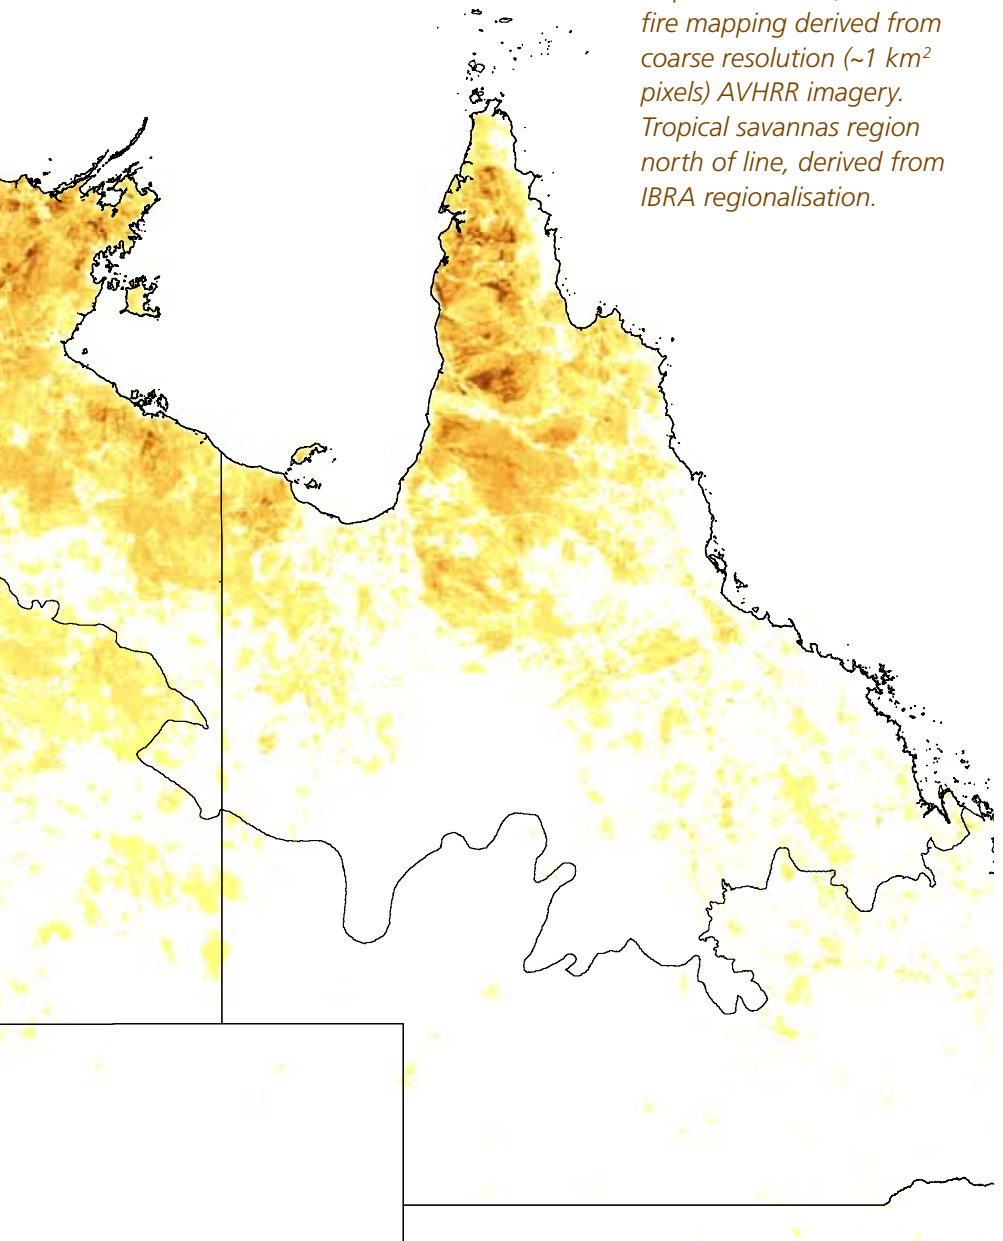 fire mapping derived from
coarse resolution (~1 km²
pixels) AVHRR imagery.
Tropical savannas region
north of line, derived from
IBRA regionalisation.